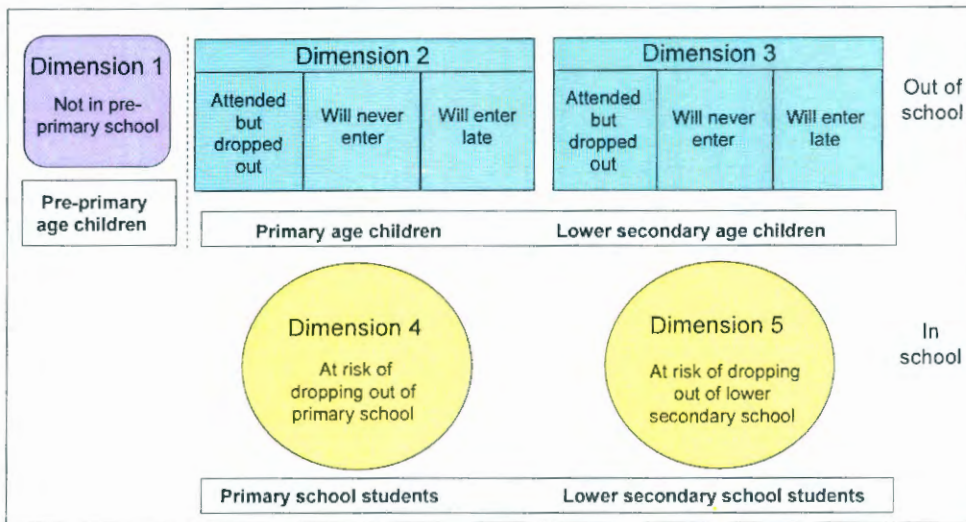 Dimension 1
Not in pre-
primary school
Pre-primary
age children
Dimension 2
Attended
but
dropped
out
Will never
enter
Will enter
late
Dimension 3
Attended
but
dropped
out
Will never
enter
Will enter
late
Out of
school
Primary age children
Lower secondary age children
Dimension 4
At risk of
dropping out of
primary school
Dimension 5
At risk of dropping
out of lower
secondary school
In
school
Primary school students
Lower secondary school students